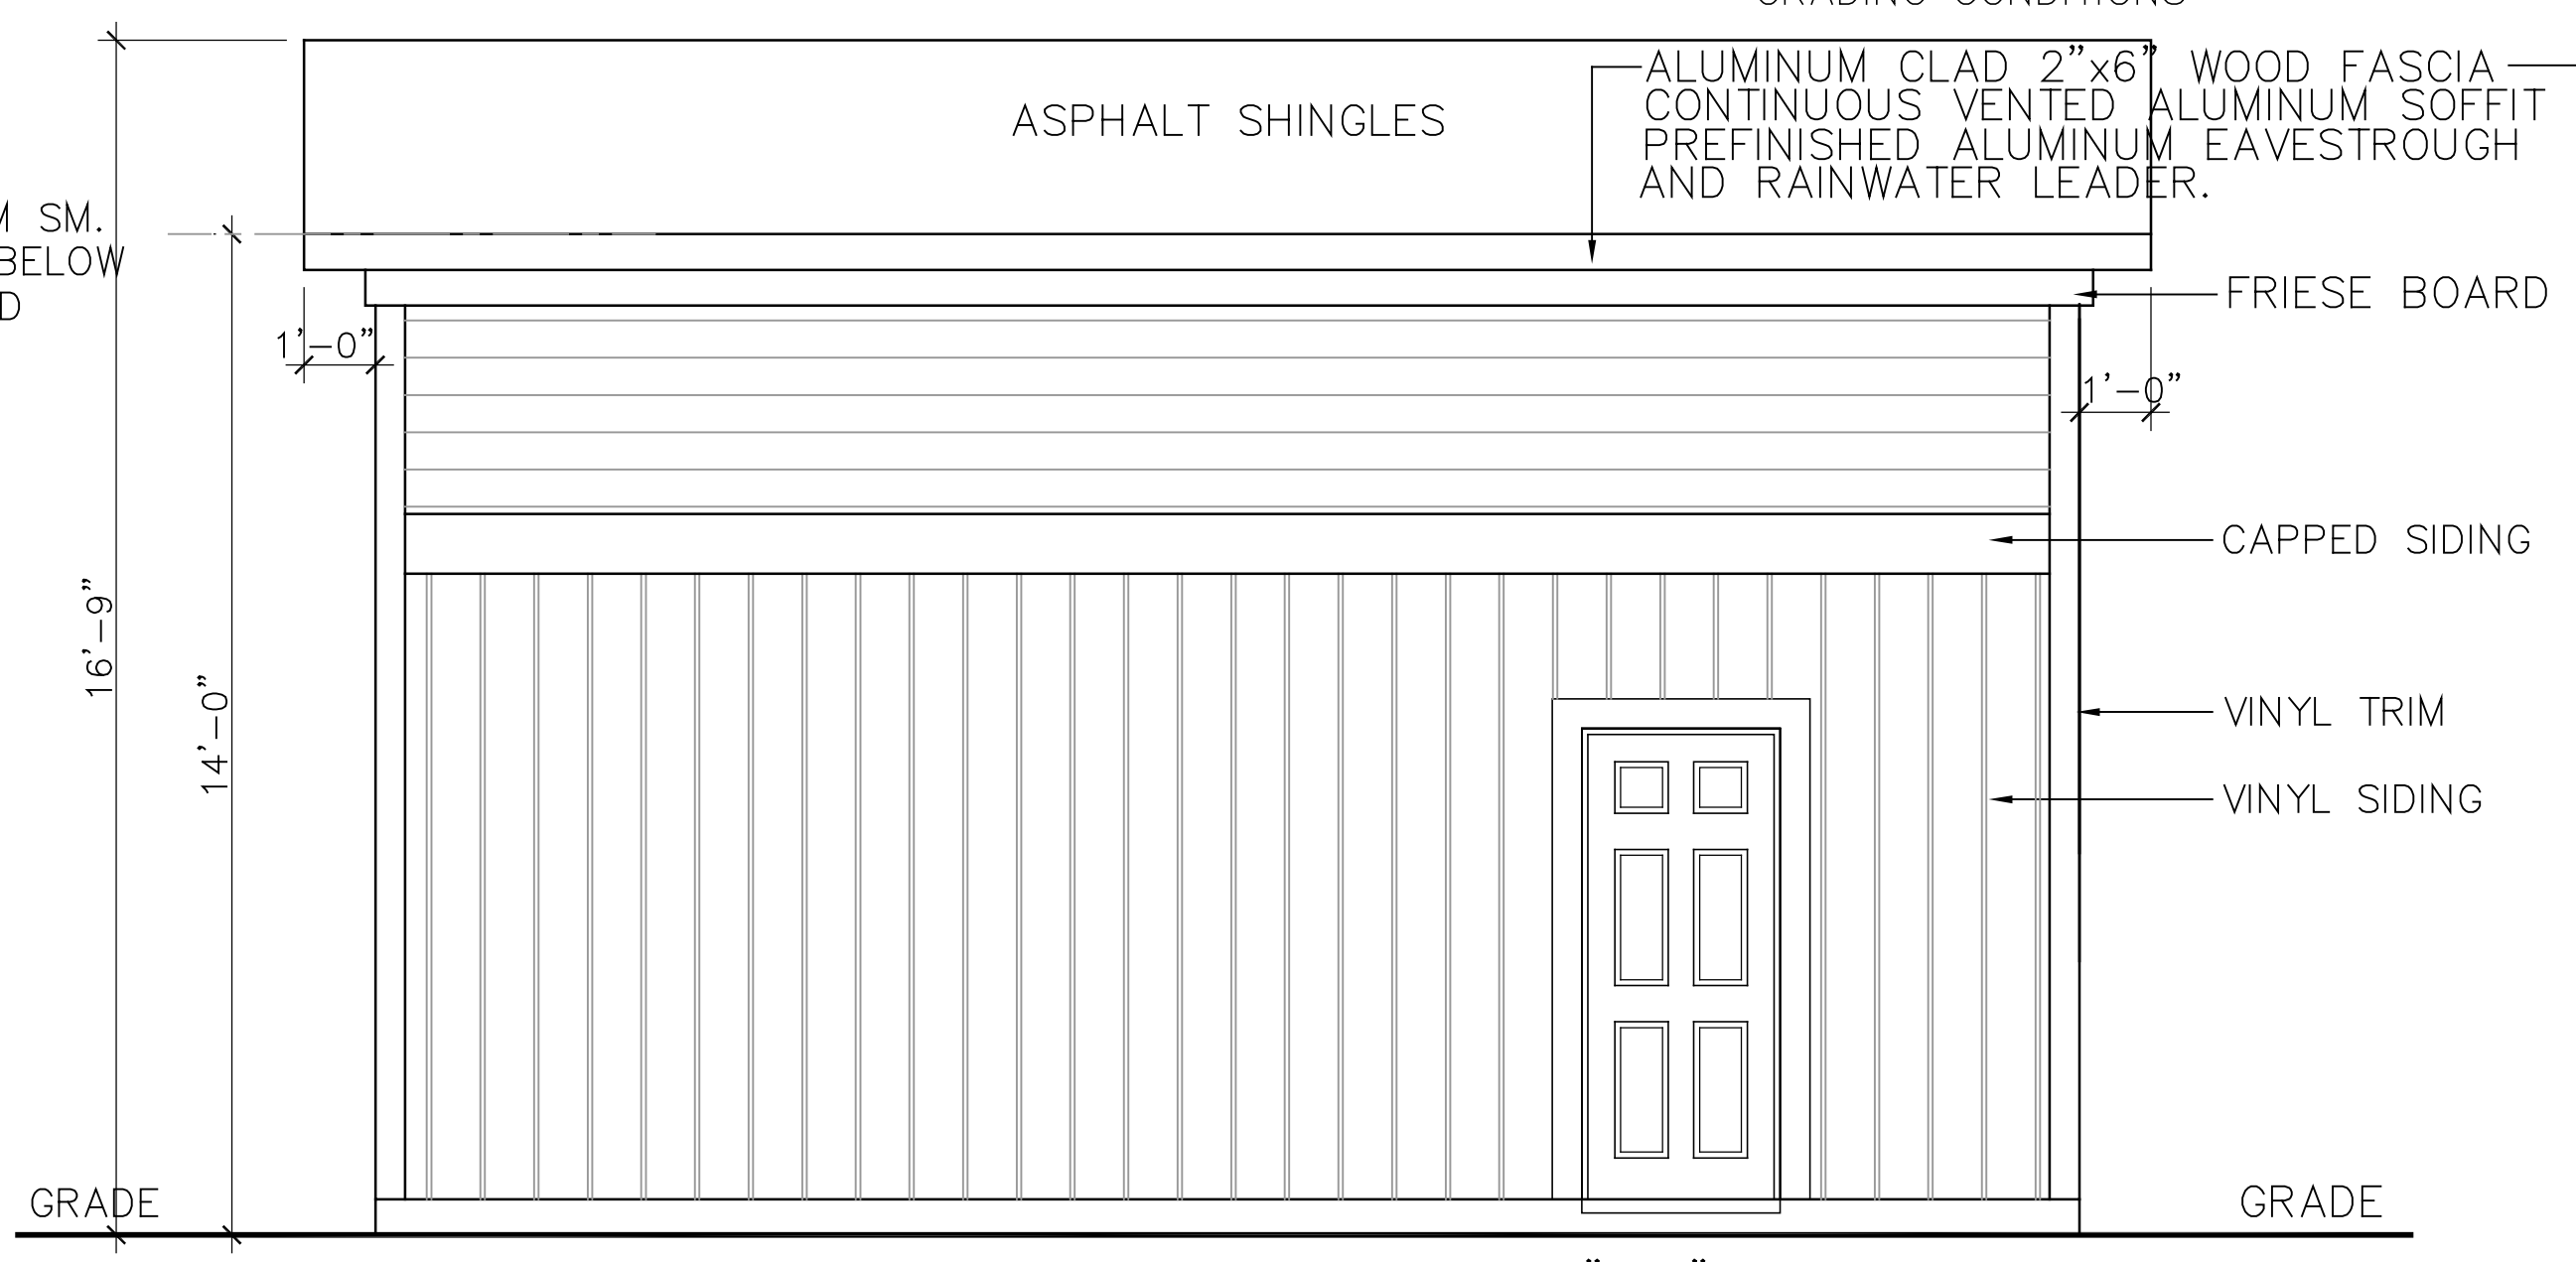 GRADING CONDITIONS
ALUMINUM CLAD 2"x6" WOOD FASCIA
CONTINUOUS VENTED ALUMINUM SOFFIT
PREFINISHED ALUMINUM EAVESTROUGH
AND RAINWATER LEADER.
ASPHALT SHINGLES
SM.
BELOW
FRIESE BOARD
1'-0"
1'-0"
CAPPED SIDING
16'-9"
14'-0"
VINYL TRIM
VINYL SIDING
GRADE
GRADE